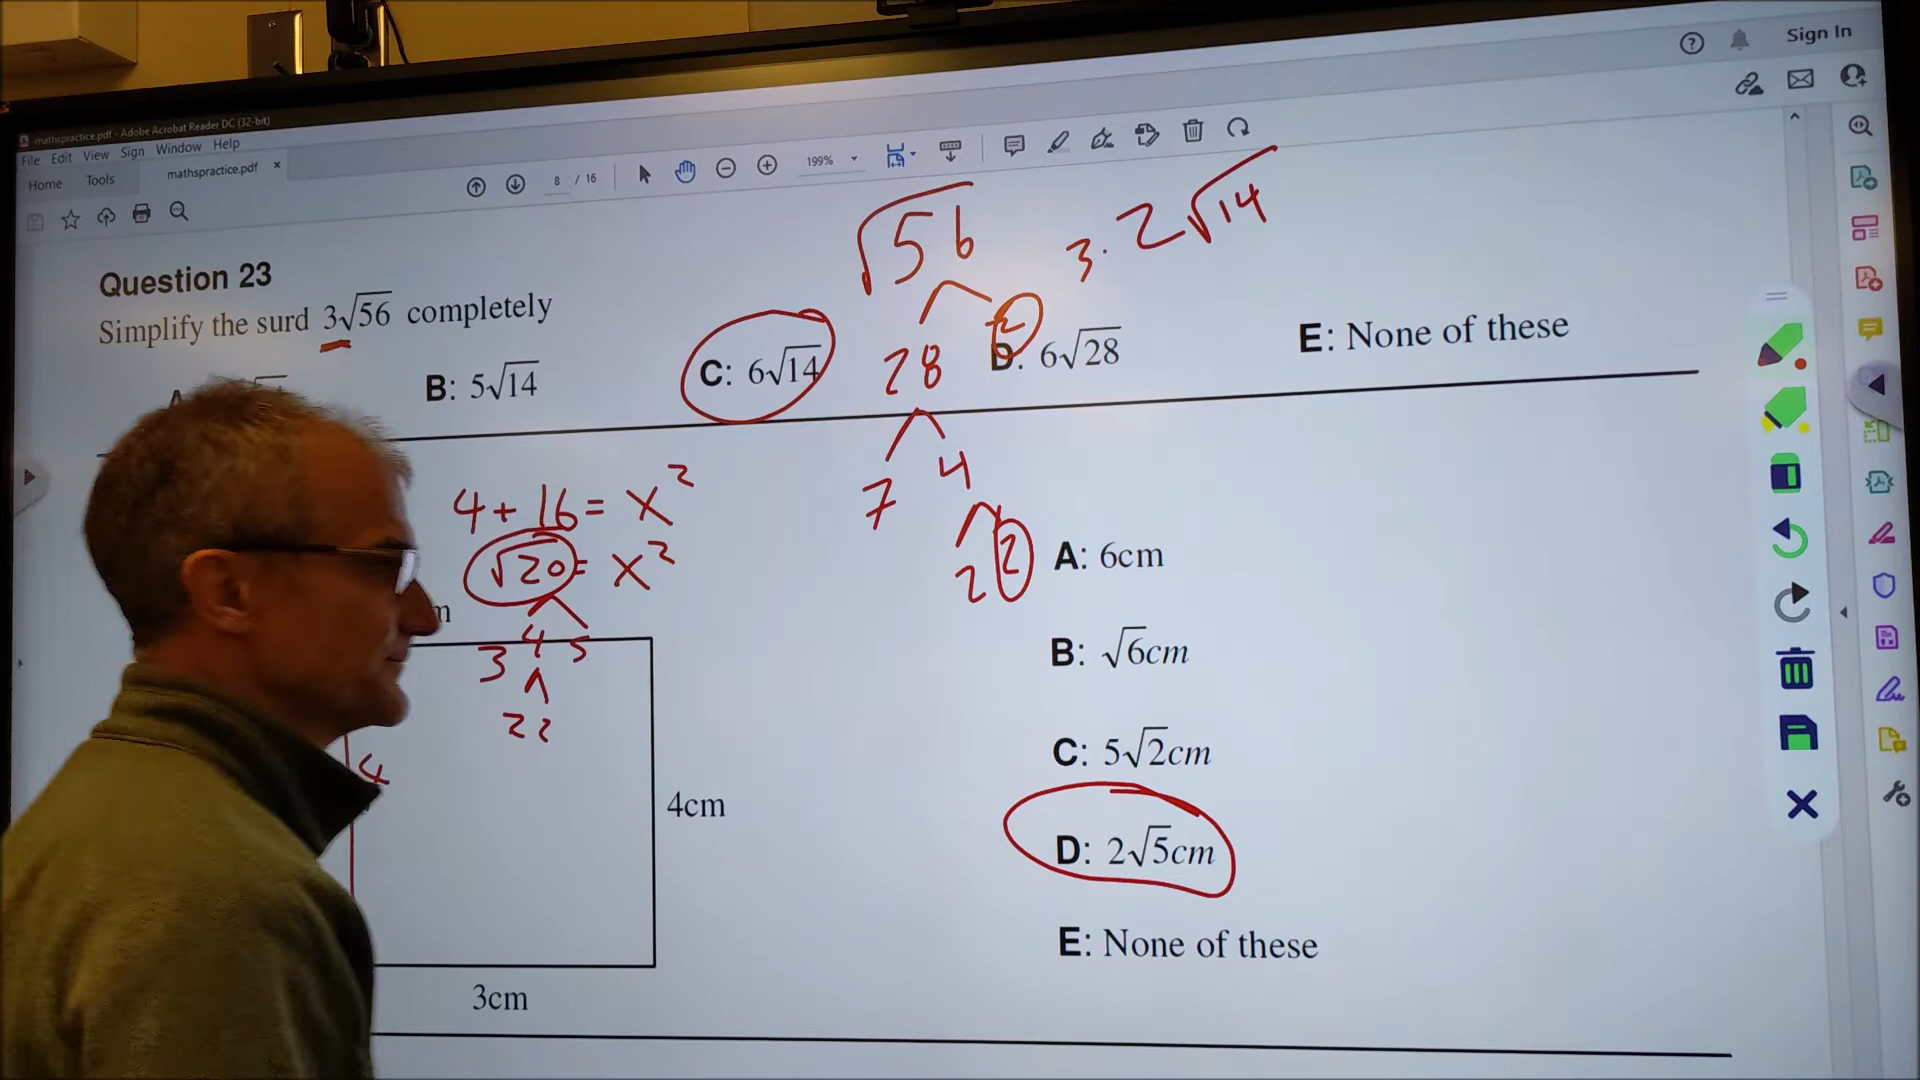 mathspractice.pdf - Adobe Acrobat Reader DC (32-bit)
File Edit View Sign Window Help
Home Tools mathspractice.pdf ×
8 / 16 199%
Sign In
Question 23
Simplify the surd 3√56 completely
B: 5√14
C: 6√14
D: 6√28
E: None of these
√56
3 · 2√14
28 2
7 4
2 2
4 + 16 = x²
√20 = x²
4 5
3
2 2
4
4cm
3cm
A: 6cm
B: √6cm
C: 5√2cm
D: 2√5cm
E: None of these